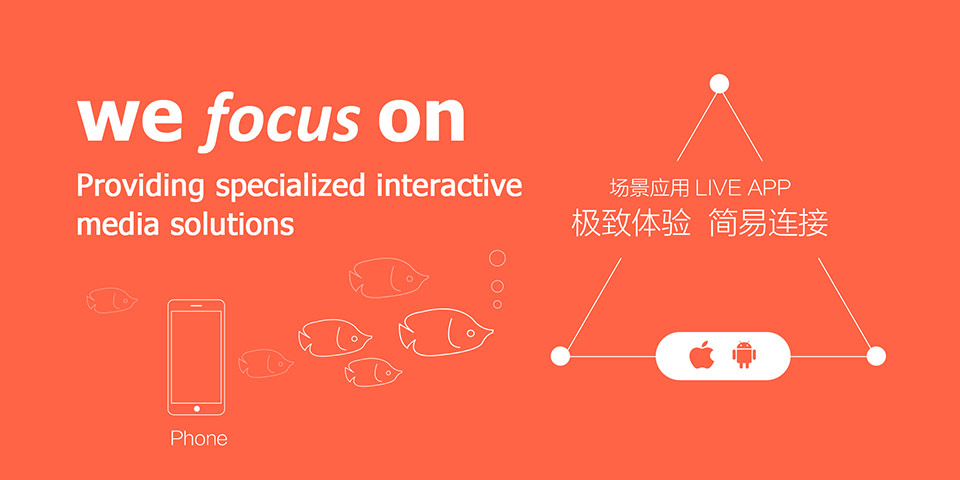 we focus on
Providing specialized interactive
media solutions
场景应用 LIVE APP
极致体验 简易连接
Phone